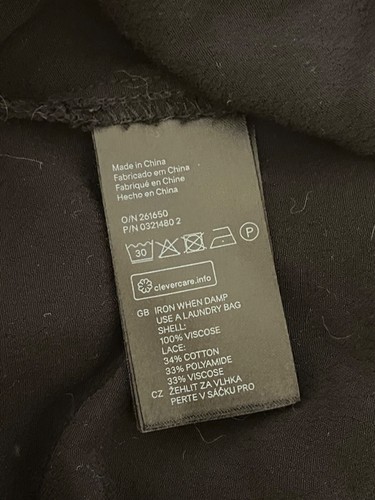 Made in China
Fabricado em China
Fabriqué en Chine
Hecho en China
O/N 261650
P/N 0321480 2
30 P
clevercare.info
GB IRON WHEN DAMP
USE A LAUNDRY BAG
SHELL:
100% VISCOSE
LACE:
34% COTTON
33% POLYAMIDE
33% VISCOSE
CZ ŽEHLIT ZA VLHKA
PERTE V SÁČKU PRO